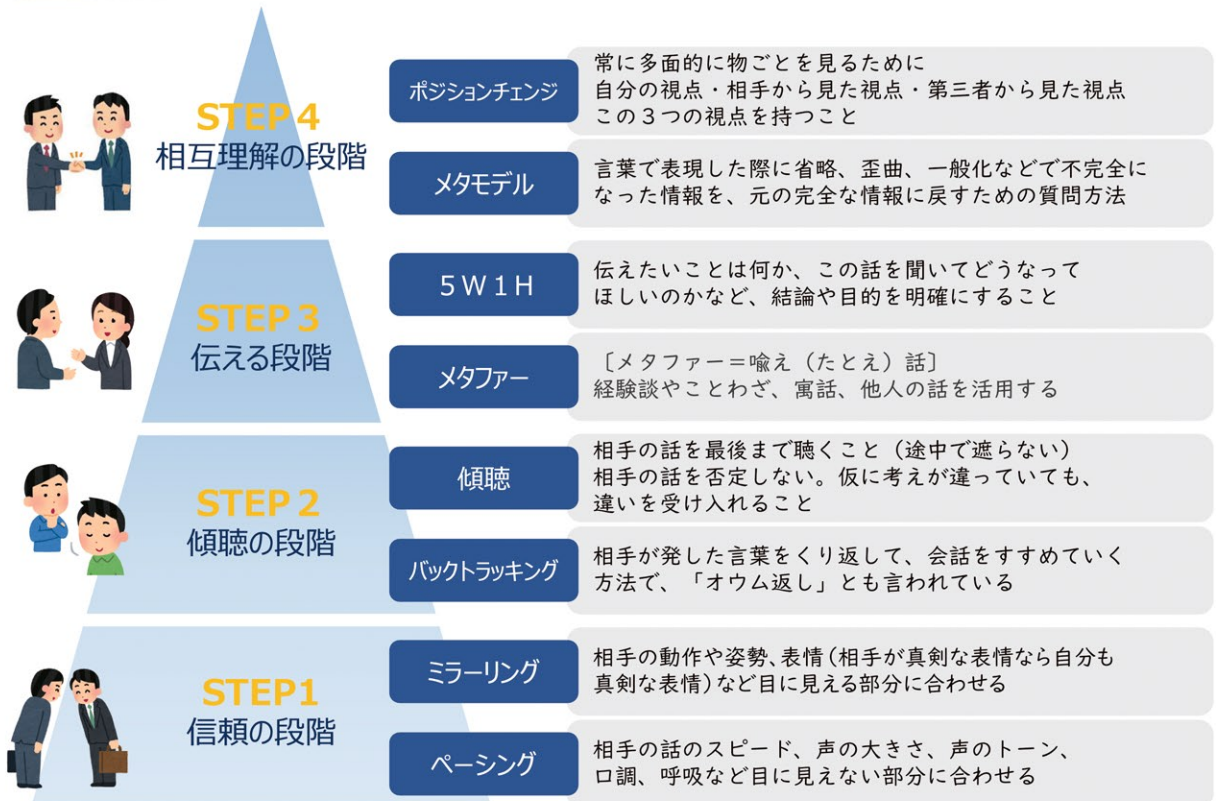 STEP 4
相互理解の段階
ポジションチェンジ
常に多面的に物ごとを見るために
自分の視点・相手から見た視点・第三者から見た視点
この３つの視点を持つこと
メタモデル
言葉で表現した際に省略、歪曲、一般化などで不完全に
なった情報を、元の完全な情報に戻すための質問方法
STEP 3
伝える段階
５Ｗ１Ｈ
伝えたいことは何か、この話を聞いてどうなって
ほしいのかなど、結論や目的を明確にすること
メタファー
〔メタファー＝喩え（たとえ）話〕
経験談やことわざ、寓話、他人の話を活用する
STEP 2
傾聴の段階
傾聴
相手の話を最後まで聴くこと（途中で遮らない）
相手の話を否定しない。仮に考えが違っていても、
違いを受け入れること
バックトラッキング
相手が発した言葉をくり返して、会話をすすめていく
方法で、「オウム返し」とも言われている
STEP1
信頼の段階
ミラーリング
相手の動作や姿勢、表情（相手が真剣な表情なら自分も
真剣な表情）など目に見える部分に合わせる
ペーシング
相手の話のスピード、声の大きさ、声のトーン、
口調、呼吸など目に見えない部分に合わせる